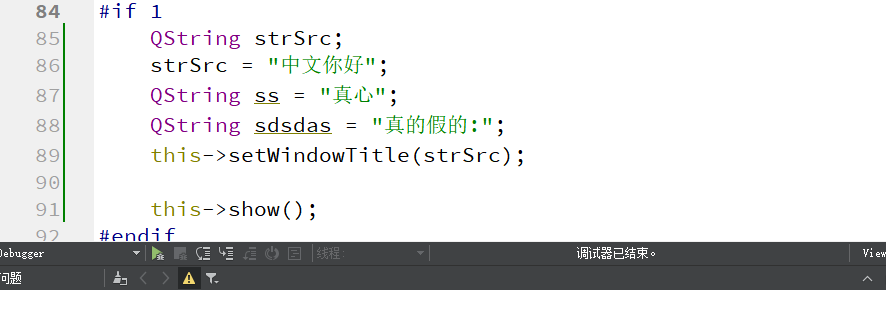 84 #if 1
85     QString strSrc;
86     strSrc = "中文你好";
87     QString ss = "真心";
88     QString sdsdas = "真的假的:";
89     this->setWindowTitle(strSrc);
90
91     this->show();
92 #endif
Debugger 线程: 调试器已结束。 View
问题